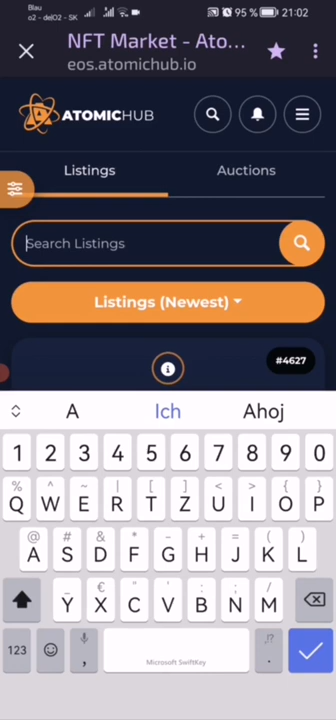 Blau
o2 - de|O2 - SK
95 %
21:02
NFT Market - Ato...
eos.atomichub.io
ATOMICHUB
Listings
Auctions
Search Listings
Listings (Newest)
#4627
A
Ich
Ahoj
1 2 3 4 5 6 7 8 9 0
% ^ ~ | [ ] < > { }
Q W E R T Z U I O P
@ # & * - + = ( )
A S D F G H J K L
_ € " ' : ; /
Y X C V B N M
123
,
Microsoft SwiftKey
,!?
.